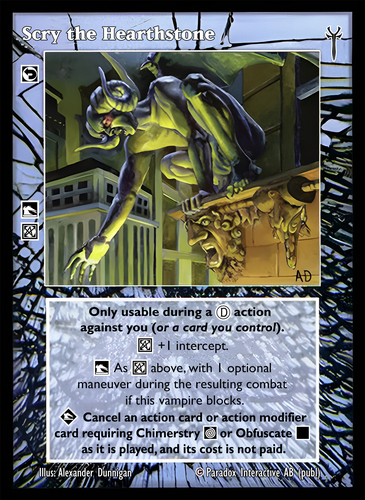 Scry the Hearthstone
AD
Only usable during a D action
against you (or a card you control).
+1 intercept.
As above, with 1 optional
maneuver during the resulting combat
if this vampire blocks.
Cancel an action card or action modifier
card requiring Chimerstry or Obfuscate
as it is played, and its cost is not paid.
Illus: Alexander Dunnigan
© Paradox Interactive AB, (publ)